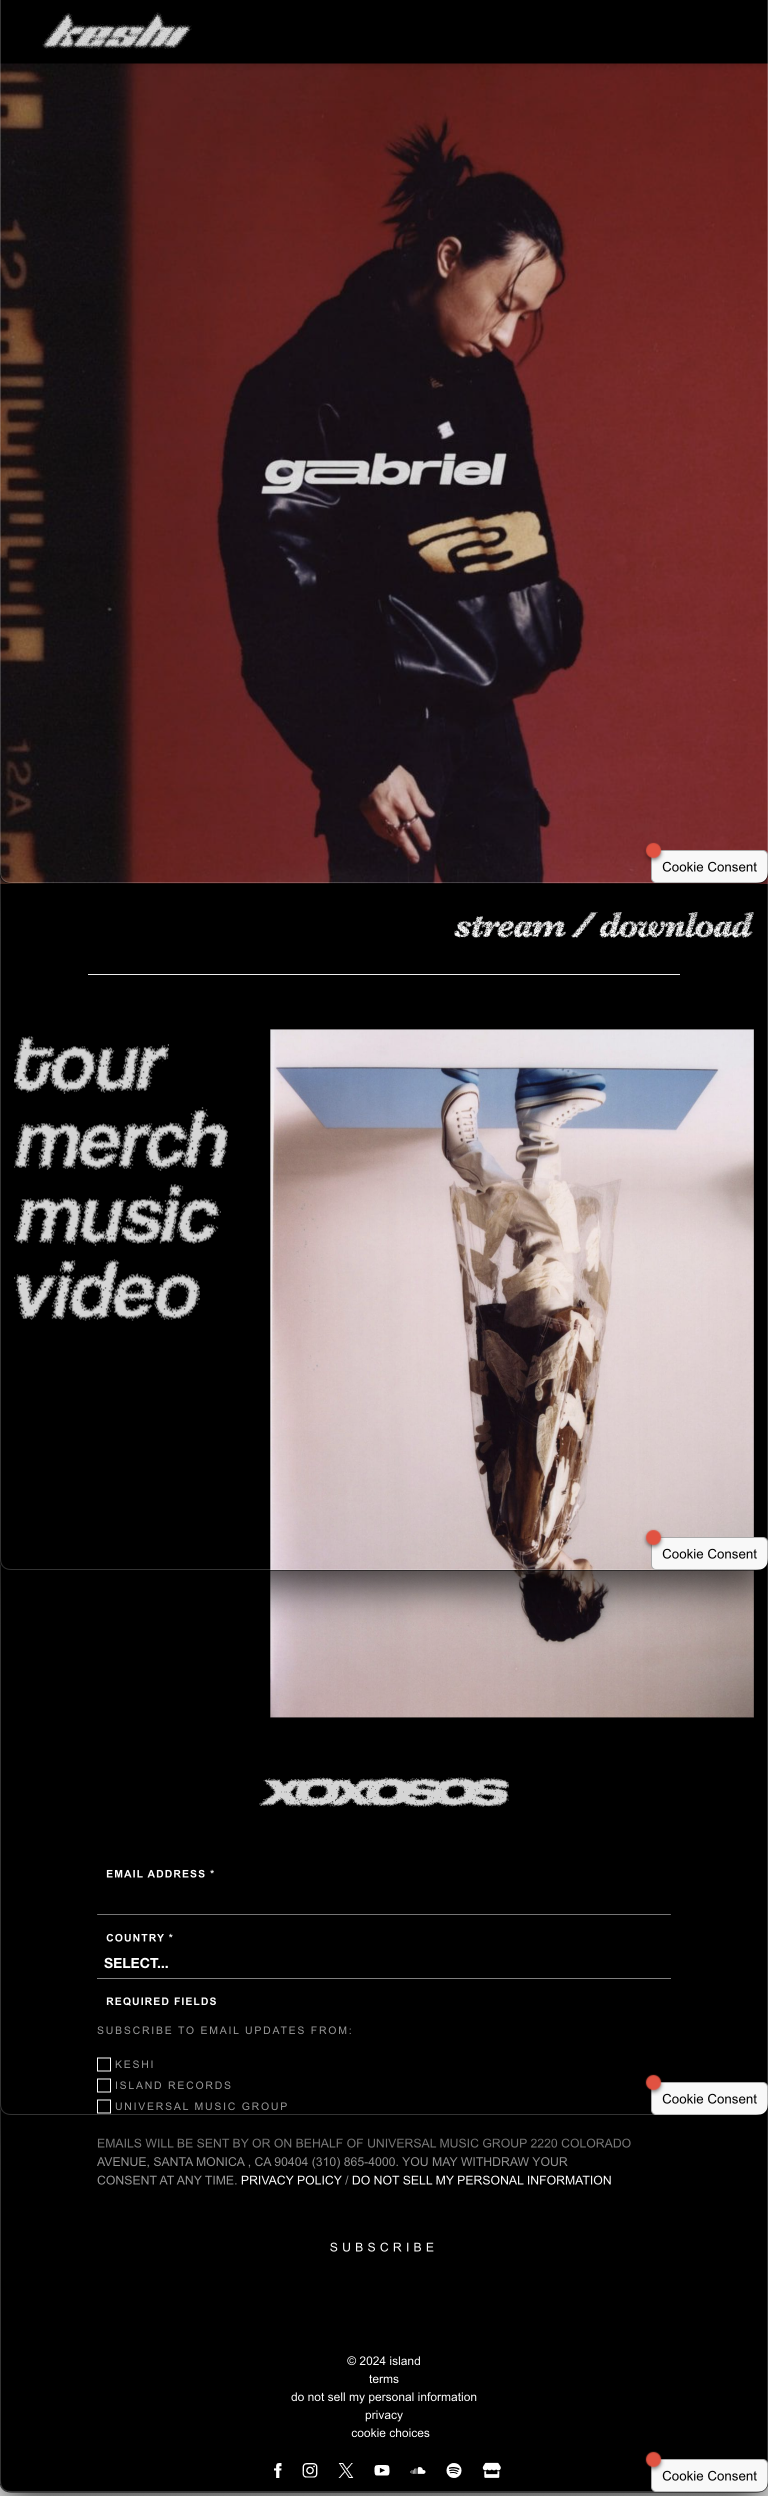 keshi
12
gabriel
12A
Cookie Consent
stream / download
tour
merch
music
video
Cookie Consent
xoxosos
EMAIL ADDRESS *
COUNTRY *
SELECT...
REQUIRED FIELDS
SUBSCRIBE TO EMAIL UPDATES FROM:
KESHI
ISLAND RECORDS
UNIVERSAL MUSIC GROUP
Cookie Consent
EMAILS WILL BE SENT BY OR ON BEHALF OF UNIVERSAL MUSIC GROUP 2220 COLORADO
AVENUE, SANTA MONICA , CA 90404 (310) 865-4000. YOU MAY WITHDRAW YOUR
CONSENT AT ANY TIME. PRIVACY POLICY / DO NOT SELL MY PERSONAL INFORMATION
SUBSCRIBE
© 2024 island
terms
do not sell my personal information
privacy
cookie choices
Cookie Consent